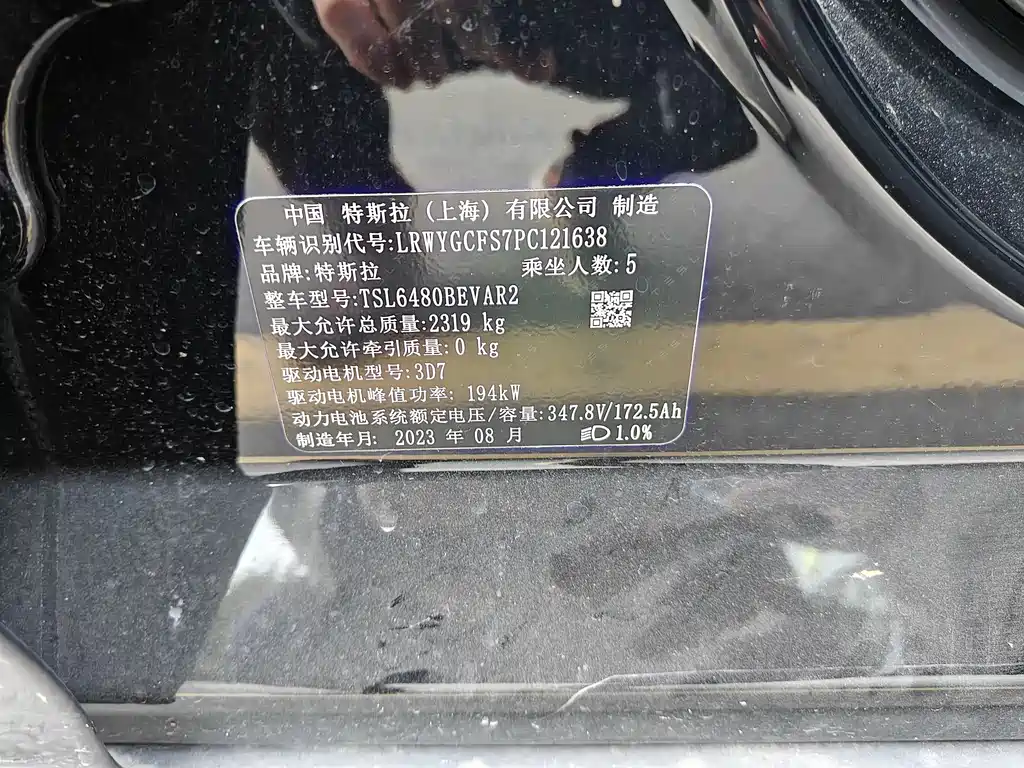 中国 特斯拉 (上海) 有限公司 制造
车辆识别代号:LRWYGCFS7PC121638
品牌:特斯拉 乘坐人数:5
整车型号:TSL6480BEVAR2
最大允许总质量:2319 kg
最大允许牵引质量:0 kg
驱动电机型号:3D7
驱动电机峰值功率: 194kW
动力电池系统额定电压/容量:347.8V/172.5Ah
制造年月: 2023 年 08 月 1.0%